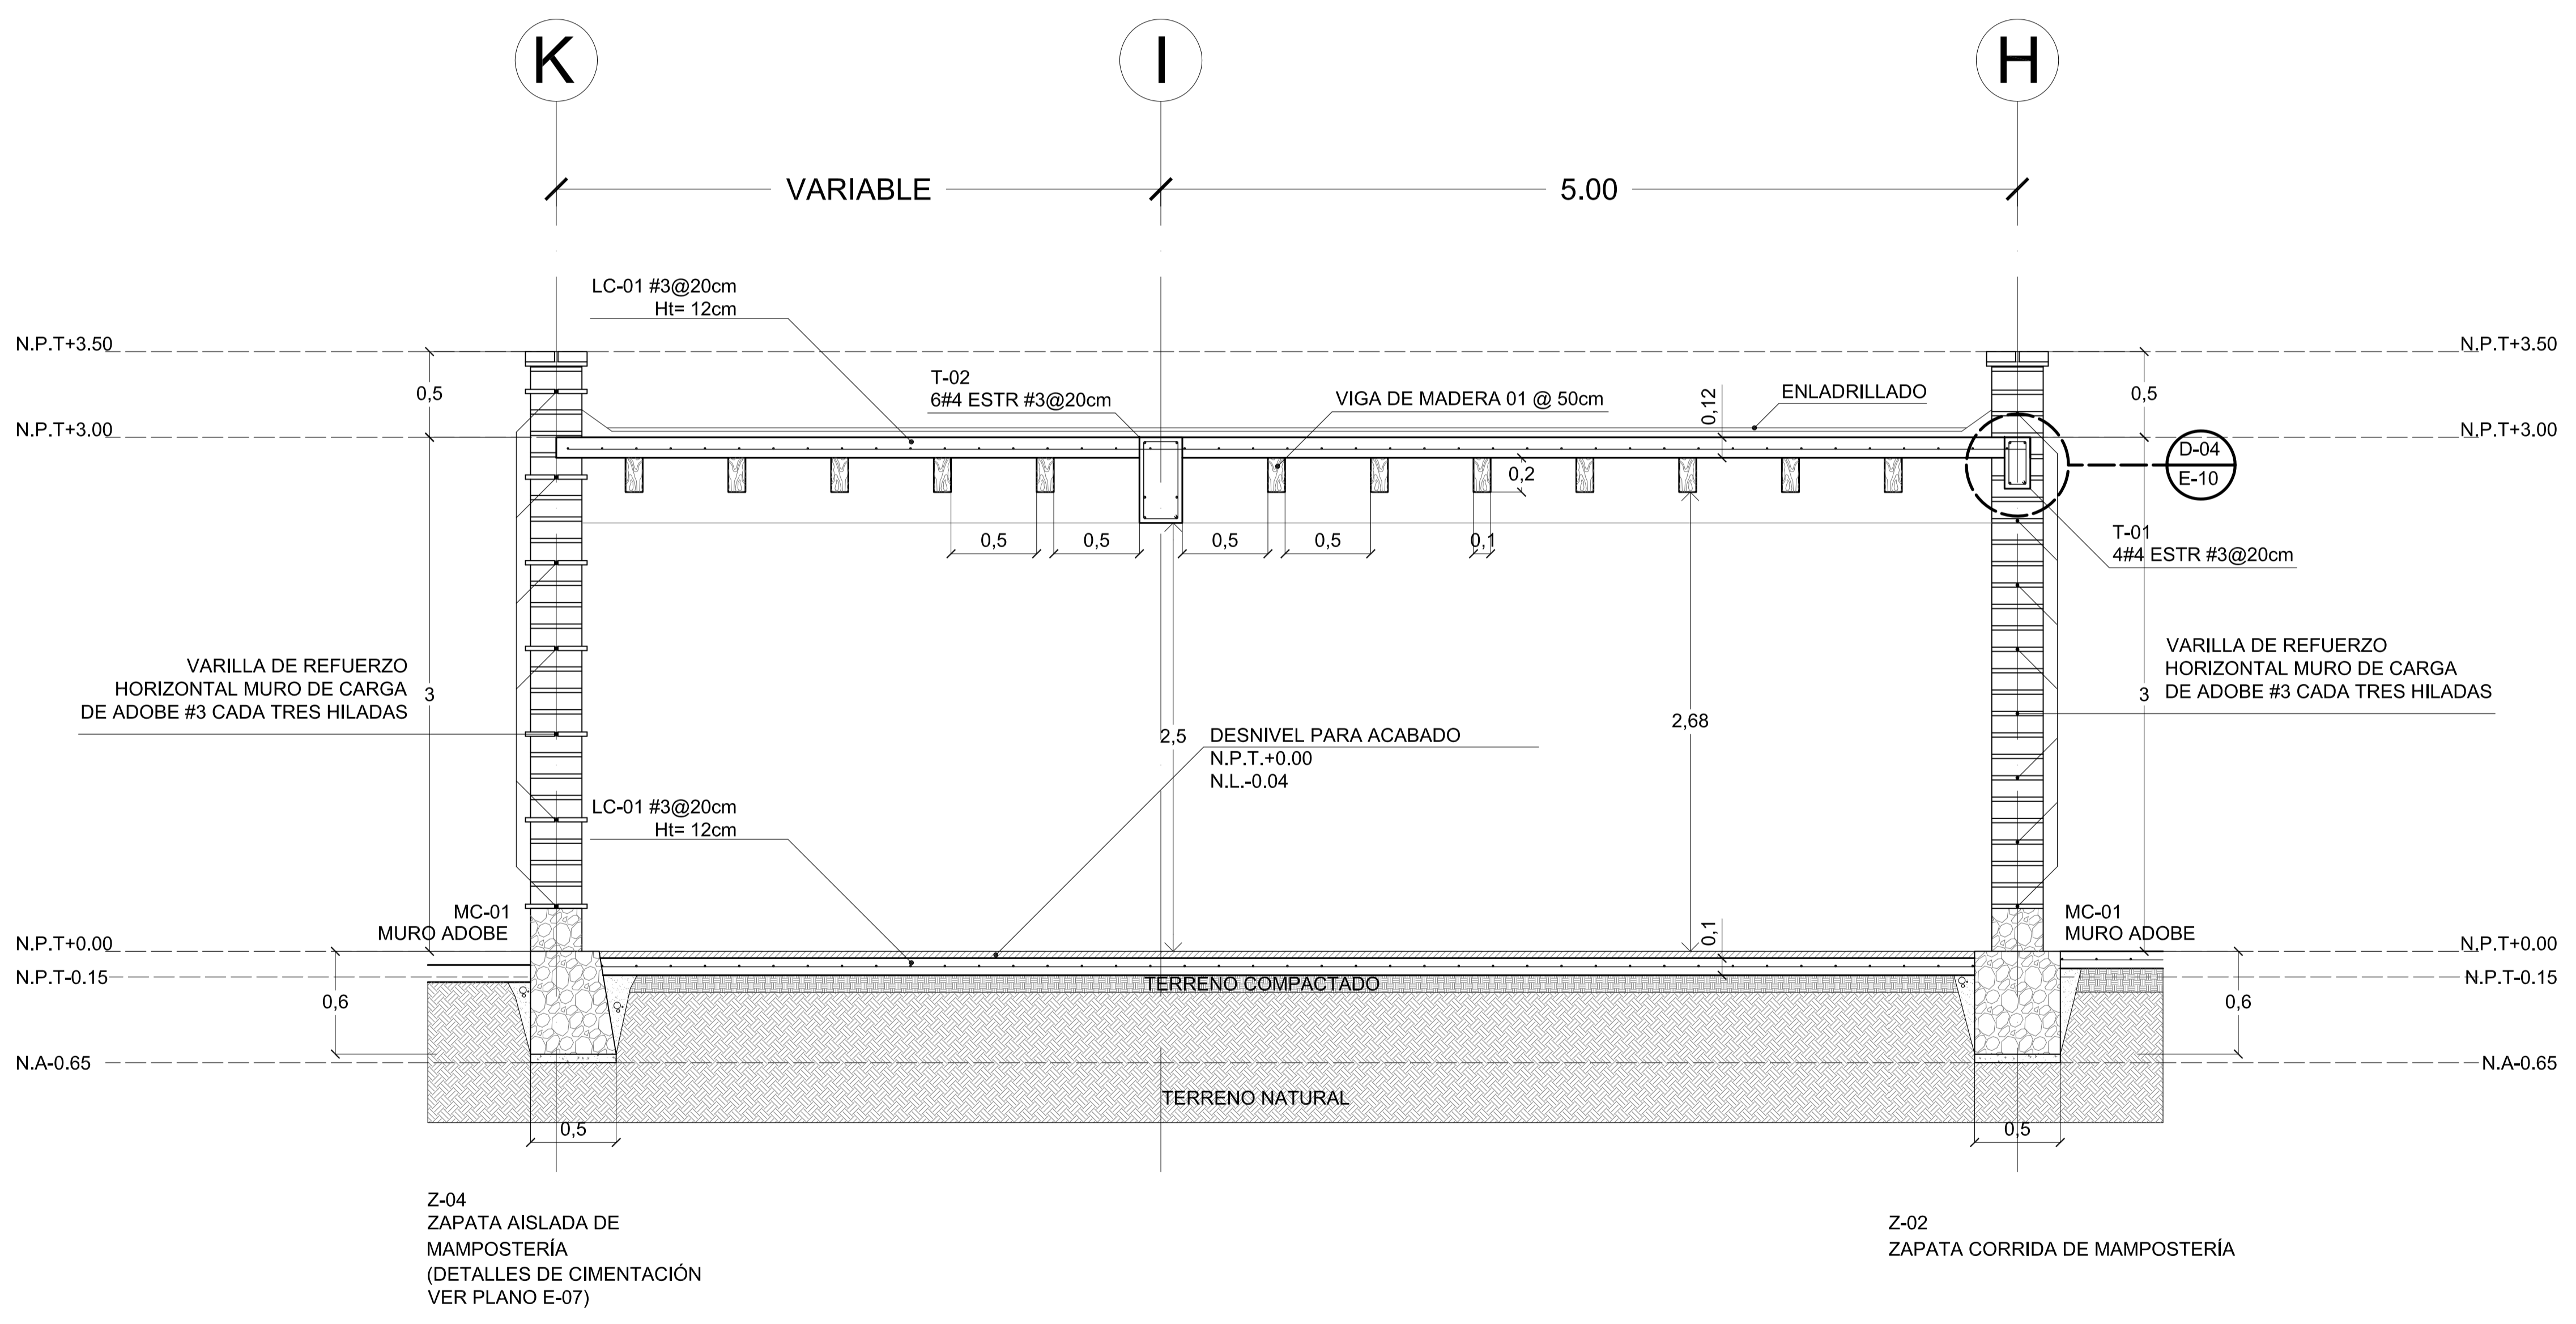 K
I
H
VARIABLE
5.00
LC-01 #3@20cm
Ht= 12cm
N.P.T+3.50
N.P.T+3.50
0,5
T-02
6#4 ESTR #3@20cm
VIGA DE MADERA 01 @ 50cm
0,12
ENLADRILLADO
0,5
N.P.T+3.00
N.P.T+3.00
D-04
E-10
0,2
0,5
0,5
0,5
0,5
0,1
T-01
4#4 ESTR #3@20cm
VARILLA DE REFUERZO
HORIZONTAL MURO DE CARGA
DE ADOBE #3 CADA TRES HILADAS
3
2,5
DESNIVEL PARA ACABADO
N.P.T.+0.00
N.L.-0.04
2,68
3
VARILLA DE REFUERZO
HORIZONTAL MURO DE CARGA
DE ADOBE #3 CADA TRES HILADAS
LC-01 #3@20cm
Ht= 12cm
MC-01
MURO ADOBE
0,1
MC-01
MURO ADOBE
N.P.T+0.00
N.P.T+0.00
N.P.T-0.15
TERRENO COMPACTADO
N.P.T-0.15
0,6
0,6
N.A-0.65
N.A-0.65
TERRENO NATURAL
0,5
0,5
Z-04
ZAPATA AISLADA DE
MAMPOSTERÍA
(DETALLES DE CIMENTACIÓN
VER PLANO E-07)
Z-02
ZAPATA CORRIDA DE MAMPOSTERÍA